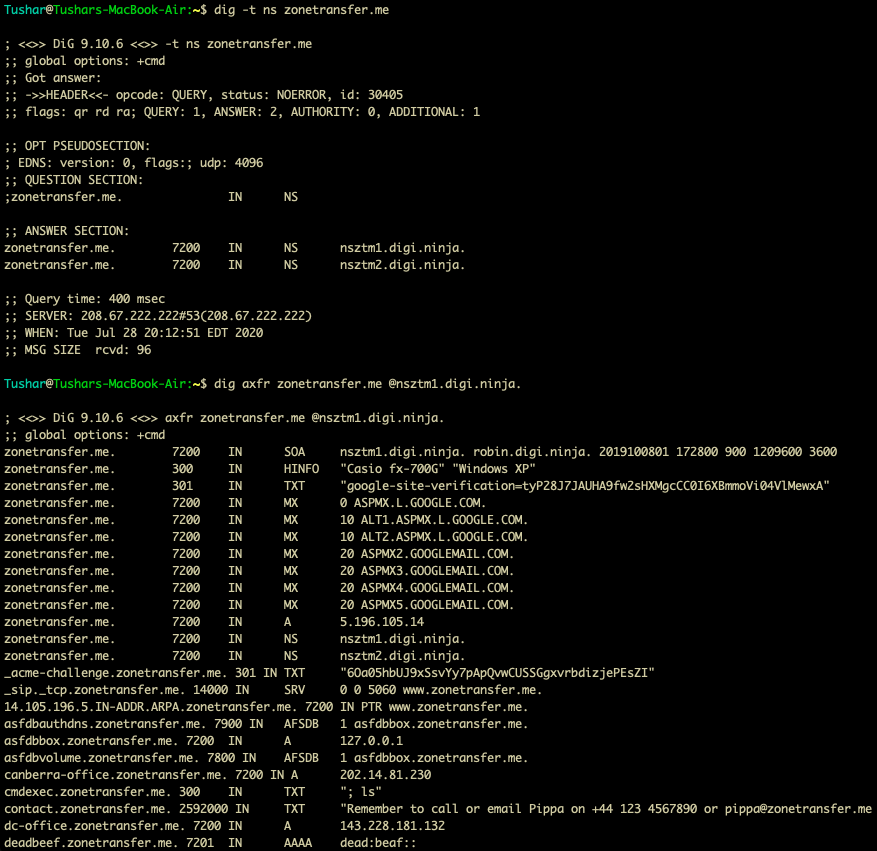 Tushar@Tushars-MacBook-Air:~$ dig -t ns zonetransfer.me
; <<>> DiG 9.10.6 <<>> -t ns zonetransfer.me
;; global options: +cmd
;; Got answer:
;; ->>HEADER<<- opcode: QUERY, status: NOERROR, id: 30405
;; flags: qr rd ra; QUERY: 1, ANSWER: 2, AUTHORITY: 0, ADDITIONAL: 1
;; OPT PSEUDOSECTION:
; EDNS: version: 0, flags:; udp: 4096
;; QUESTION SECTION:
;zonetransfer.me. IN NS
;; ANSWER SECTION:
zonetransfer.me. 7200 IN NS nsztm1.digi.ninja.
zonetransfer.me. 7200 IN NS nsztm2.digi.ninja.
;; Query time: 400 msec
;; SERVER: 208.67.222.222#53(208.67.222.222)
;; WHEN: Tue Jul 28 20:12:51 EDT 2020
;; MSG SIZE rcvd: 96
Tushar@Tushars-MacBook-Air:~$ dig axfr zonetransfer.me @nsztm1.digi.ninja.
; <<>> DiG 9.10.6 <<>> axfr zonetransfer.me @nsztm1.digi.ninja.
;; global options: +cmd
zonetransfer.me. 7200 IN SOA nsztm1.digi.ninja. robin.digi.ninja. 2019100801 172800 900 1209600 3600
zonetransfer.me. 300 IN HINFO "Casio fx-700G" "Windows XP"
zonetransfer.me. 301 IN TXT "google-site-verification=tyP28J7JAUHA9fw2sHXMgcCC0I6XBmmoVi04VlMewxA"
zonetransfer.me. 7200 IN MX 0 ASPMX.L.GOOGLE.COM.
zonetransfer.me. 7200 IN MX 10 ALT1.ASPMX.L.GOOGLE.COM.
zonetransfer.me. 7200 IN MX 10 ALT2.ASPMX.L.GOOGLE.COM.
zonetransfer.me. 7200 IN MX 20 ASPMX2.GOOGLEMAIL.COM.
zonetransfer.me. 7200 IN MX 20 ASPMX3.GOOGLEMAIL.COM.
zonetransfer.me. 7200 IN MX 20 ASPMX4.GOOGLEMAIL.COM.
zonetransfer.me. 7200 IN MX 20 ASPMX5.GOOGLEMAIL.COM.
zonetransfer.me. 7200 IN A 5.196.105.14
zonetransfer.me. 7200 IN NS nsztm1.digi.ninja.
zonetransfer.me. 7200 IN NS nsztm2.digi.ninja.
_acme-challenge.zonetransfer.me. 301 IN TXT "6Oa05hbUJ9xSsvYy7pApQvwCUSSGgxvrbdizjePEsZI"
_sip._tcp.zonetransfer.me. 14000 IN SRV 0 0 5060 www.zonetransfer.me.
14.105.196.5.IN-ADDR.ARPA.zonetransfer.me. 7200 IN PTR www.zonetransfer.me.
asfdbauthdns.zonetransfer.me. 7900 IN AFSDB 1 asfdbbox.zonetransfer.me.
asfdbbox.zonetransfer.me. 7200 IN A 127.0.0.1
asfdbvolume.zonetransfer.me. 7800 IN AFSDB 1 asfdbbox.zonetransfer.me.
canberra-office.zonetransfer.me. 7200 IN A 202.14.81.230
cmdexec.zonetransfer.me. 300 IN TXT "; ls"
contact.zonetransfer.me. 2592000 IN TXT "Remember to call or email Pippa on +44 123 4567890 or pippa@zonetransfer.me
dc-office.zonetransfer.me. 7200 IN A 143.228.181.132
deadbeef.zonetransfer.me. 7201 IN AAAA dead:beaf::